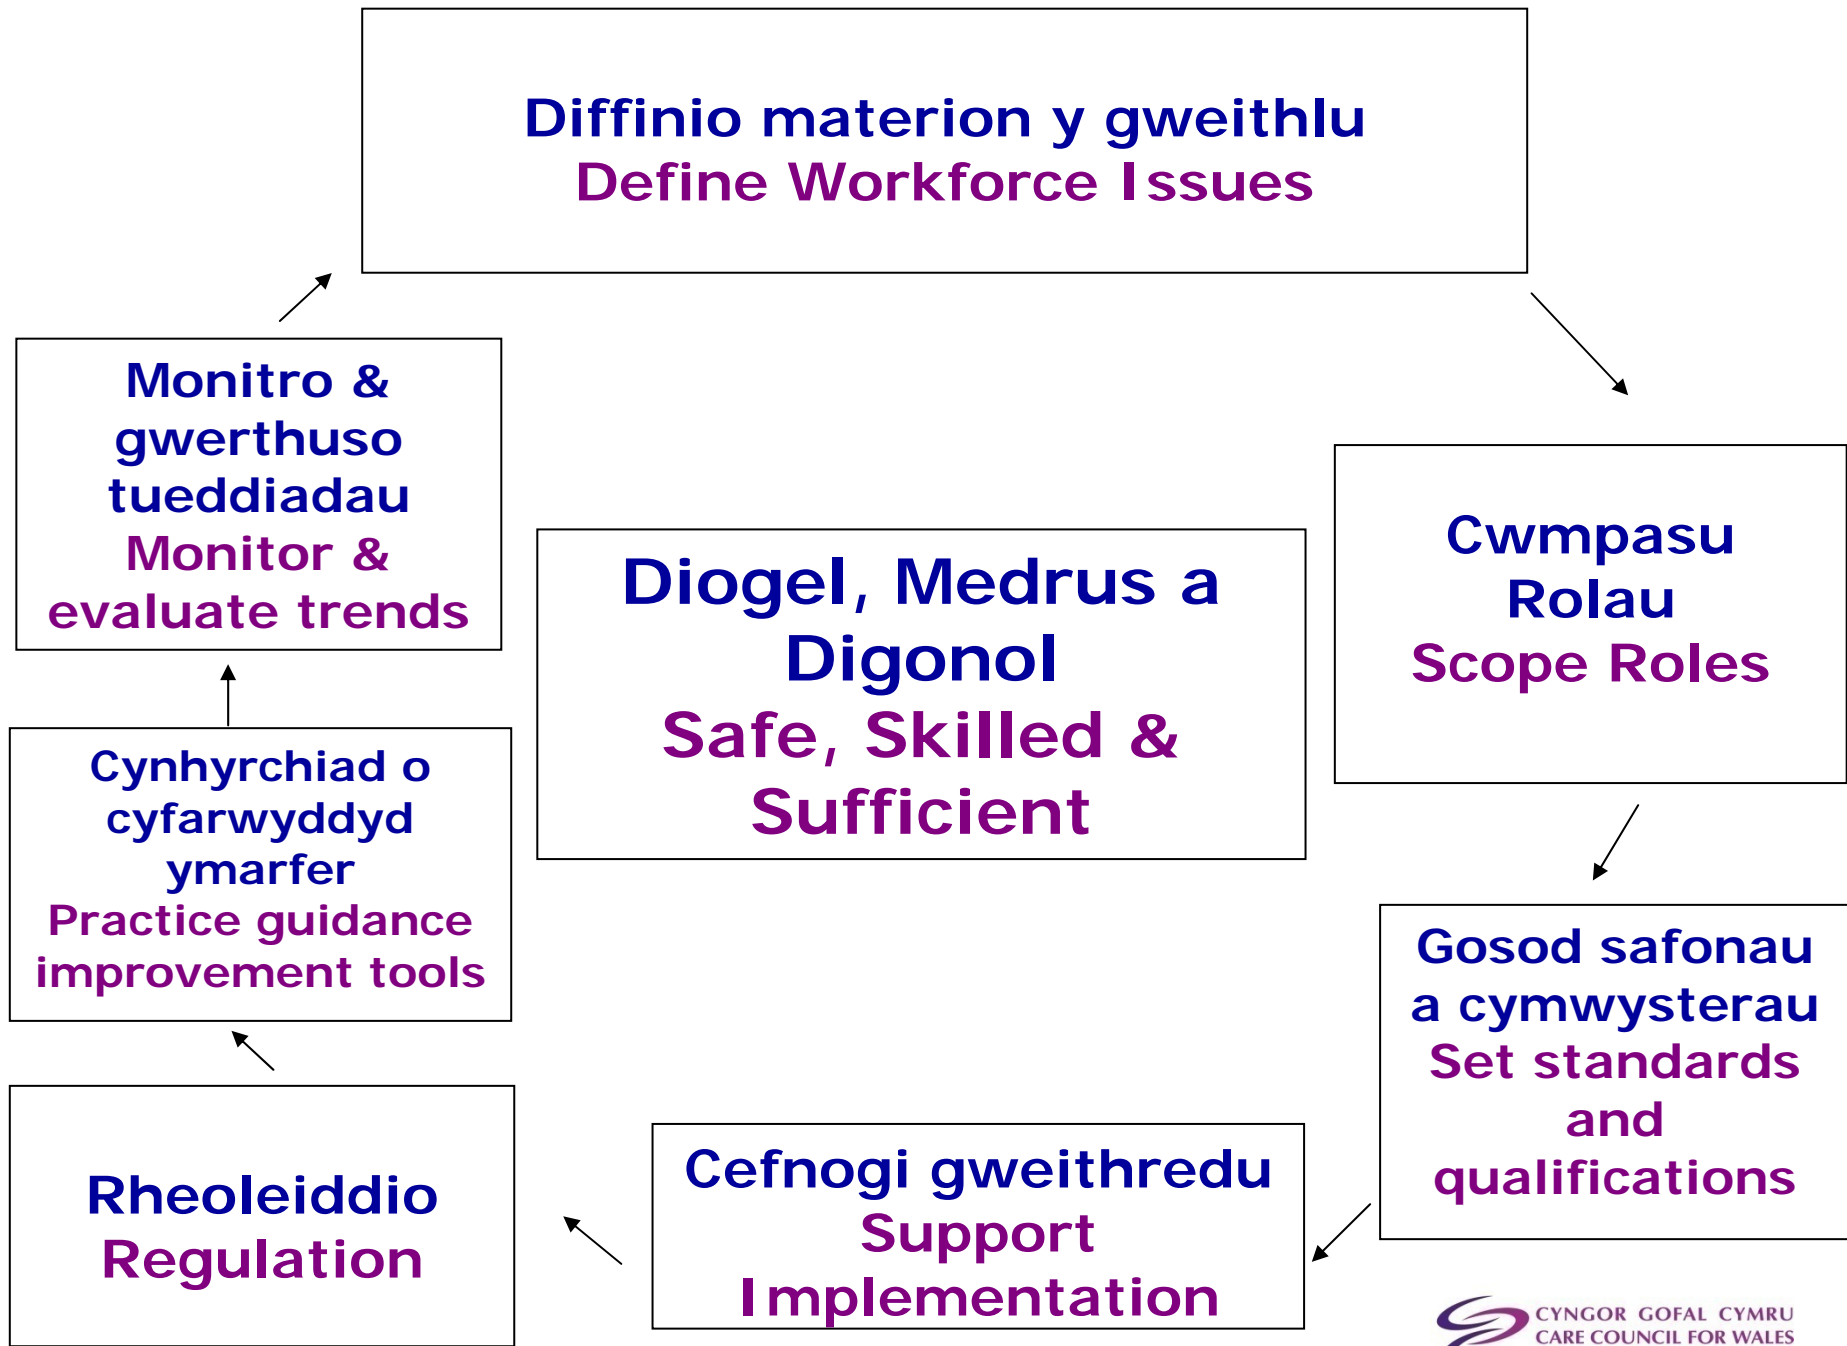 Diffinio materion y gweithlu
Define Workforce Issues
Monitro &
gwerthuso
tueddiadau
Monitor &
evaluate trends
Cwmpasu
Rolau
Scope Roles
Diogel, Medrus a
Digonol
Safe, Skilled &
Sufficient
Cynhyrchiad o
cyfarwyddyd
ymarfer
Practice guidance
improvement tools
Gosod safonau
a cymwysterau
Set standards
and
qualifications
Rheoleiddio
Regulation
Cefnogi gweithredu
Support
Implementation
CYNGOR GOFAL CYMRU
CARE COUNCIL FOR WALES